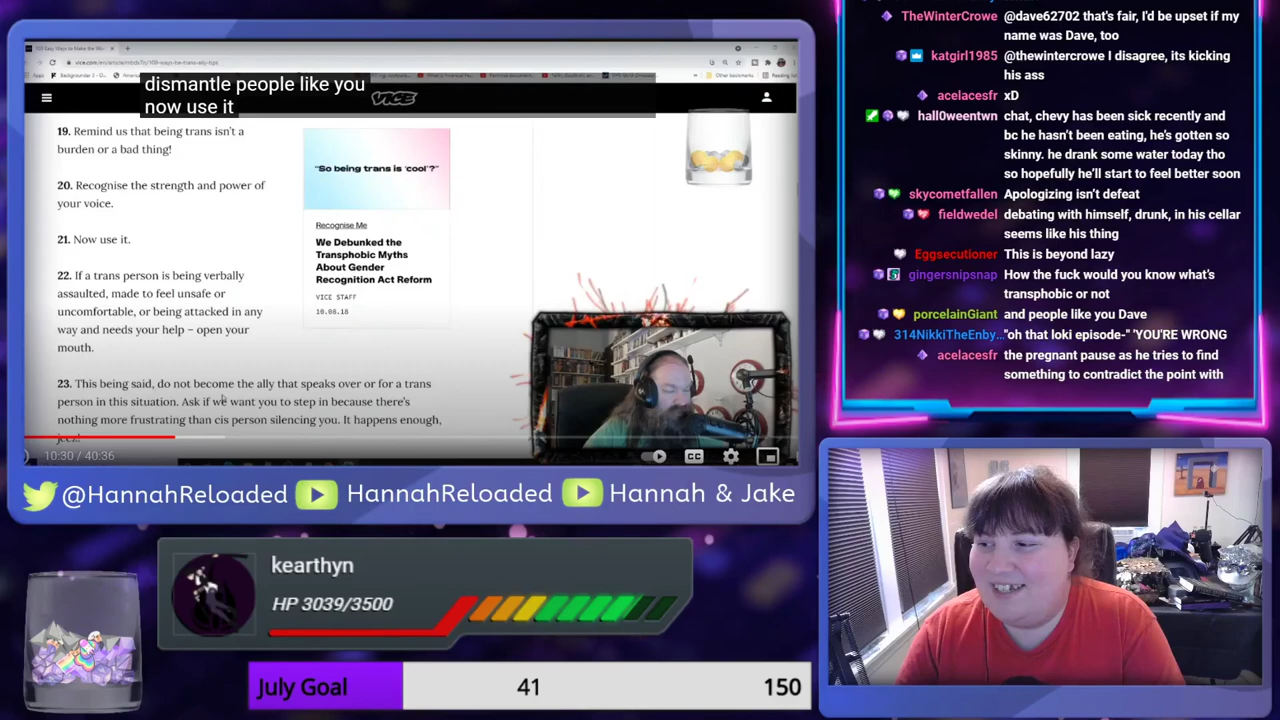 dismantle people like you
now use it
VICE
19. Remind us that being trans isn't a
burden or a bad thing!
20. Recognise the strength and power of
your voice.
21. Now use it.
22. If a trans person is being verbally
assaulted, made to feel unsafe or
uncomfortable, or being attacked in any
way and needs your help – open your
mouth.
23. This being said, do not become the ally that speaks over or for a trans
person in this situation. Ask if we want you to step in because there's
nothing more frustrating than cis person silencing you. It happens enough,
jeez!
"So being trans is 'cool'?"
Recognise Me
We Debunked the
Transphobic Myths
About Gender
Recognition Act Reform
VICE STAFF
10.08.18
10:30 / 40:36
@HannahReloaded
HannahReloaded
Hannah & Jake
kearthyn
HP 3039/3500
July Goal
41
150
TheWinterCrowe @dave62702 that's fair, I'd be upset if my
name was Dave, too
katgirl1985 @thewintercrowe I disagree, its kicking
his ass
acelacesfr xD
hall0weentwn chat, chevy has been sick recently and
bc he hasn't been eating, he's gotten so
skinny. he drank some water today tho
so hopefully he'll start to feel better soon
skycometfallen Apologizing isn't defeat
fieldwedel debating with himself, drunk, in his cellar
seems like his thing
Eggsecutioner This is beyond lazy
gingersnipsnap How the fuck would you know what's
transphobic or not
porcelainGiant and people like you Dave
314NikkiTheEnby... "oh that loki episode-" 'YOU'RE WRONG
acelacesfr the pregnant pause as he tries to find
something to contradict the point with